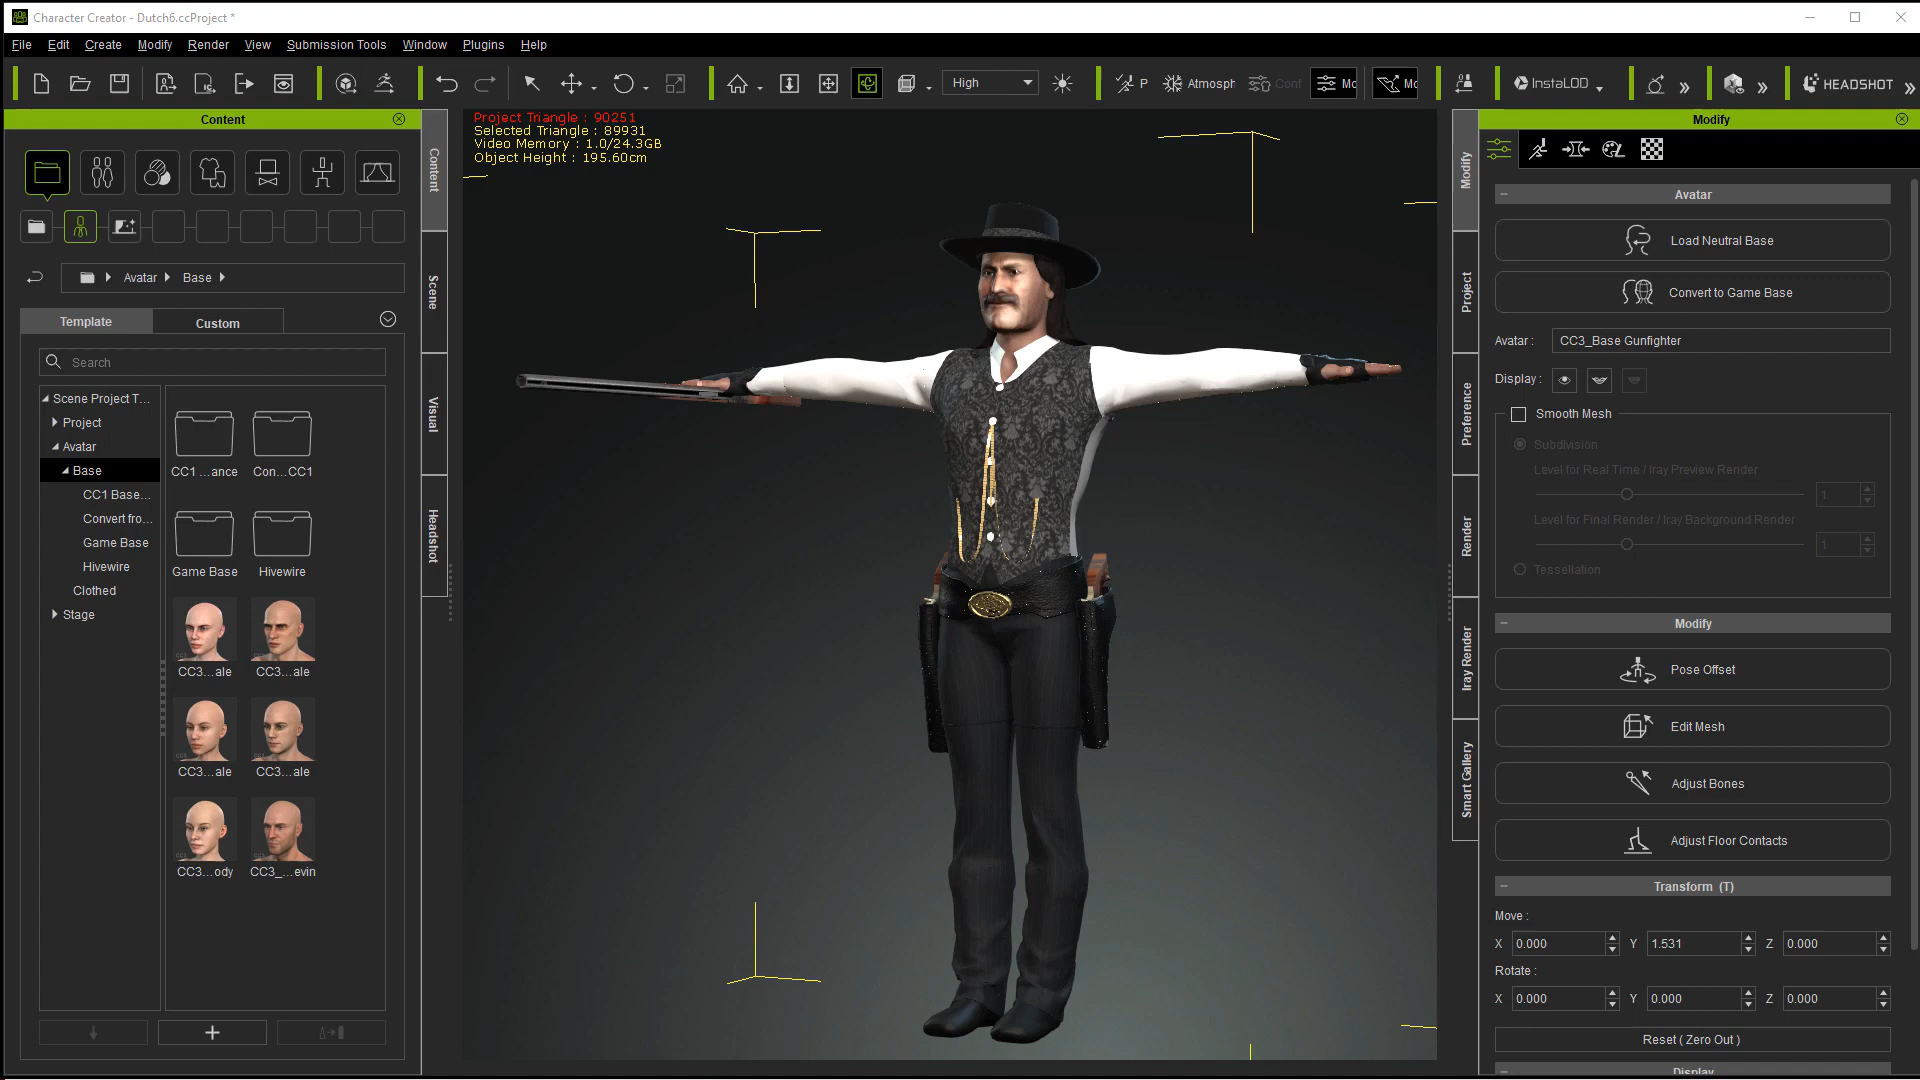 Character Creator - Dutch6.ccProject *
File Edit Create Modify Render View Submission Tools Window Plugins Help
High
P
Atmosph
Conf
Mc
Mc
InstaLOD
HEADSHOT
Content
Avatar
Base
Template
Custom
Search
Scene Project T...
Project
Avatar
Base
CC1 Base...
Convert fro...
Game Base
Hivewire
Clothed
Stage
CC1 ...ance
Con...CC1
Game Base
Hivewire
CC3...ale
CC3...ale
CC3...ale
CC3...ale
CC3...ody
CC3_...evin
Content
Scene
Visual
Headshot
Project Triangle : 90251
Selected Triangle : 89931
Video Memory : 1.0/24.3GB
Object Height : 195.60cm
Modify
Project
Preference
Render
Iray Render
Smart Gallery
Modify
Avatar
Load Neutral Base
Convert to Game Base
Avatar : CC3_Base Gunfighter
Display :
Smooth Mesh
Subdivision
Level for Real Time / Iray Preview Render
1
Level for Final Render / Iray Background Render
1
Tessellation
Modify
Pose Offset
Edit Mesh
Adjust Bones
Adjust Floor Contacts
Transform (T)
Move :
X 0.000 Y 1.531 Z 0.000
Rotate :
X 0.000 Y 0.000 Z 0.000
Reset ( Zero Out )
Display